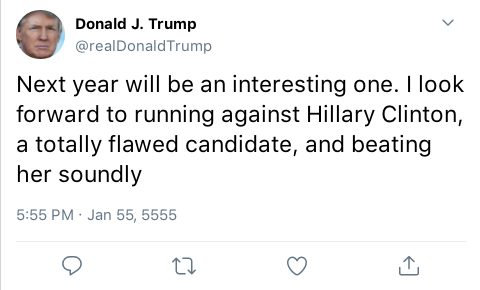 Donald J. Trump
@realDonaldTrump
Next year will be an interesting one. I look
forward to running against Hillary Clinton,
a totally flawed candidate, and beating
her soundly
5:55 PM · Jan 55, 5555